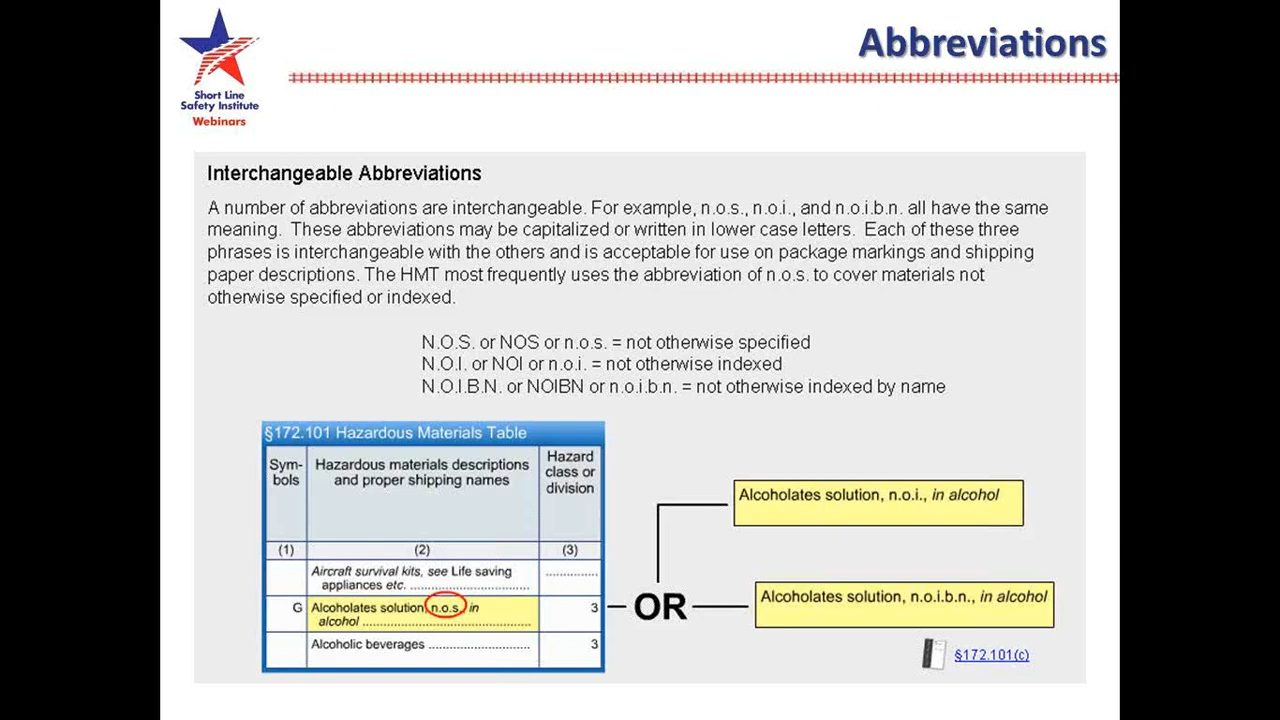 Abbreviations
Short Line
Safety Institute
Webinars
Interchangeable Abbreviations
A number of abbreviations are interchangeable. For example, n.o.s., n.o.i., and n.o.i.b.n. all have the same
meaning. These abbreviations may be capitalized or written in lower case letters. Each of these three
phrases is interchangeable with the others and is acceptable for use on package markings and shipping
paper descriptions. The HMT most frequently uses the abbreviation of n.o.s. to cover materials not
otherwise specified or indexed.
N.O.S. or NOS or n.o.s. = not otherwise specified
N.O.I. or NOI or n.o.i. = not otherwise indexed
N.O.I.B.N. or NOIBN or n.o.i.b.n. = not otherwise indexed by name
§172.101 Hazardous Materials Table
Sym-
bols
Hazardous materials descriptions
and proper shipping names
Hazard
class or
division
(1) (2) (3)
Aircraft survival kits, see Life saving
appliances etc. .............................. ..............
G Alcoholates solution, n.o.s., in
alcohol .......................................... 3
Alcoholic beverages ......................... 3
OR
Alcoholates solution, n.o.i., in alcohol
Alcoholates solution, n.o.i.b.n., in alcohol
§172.101(c)